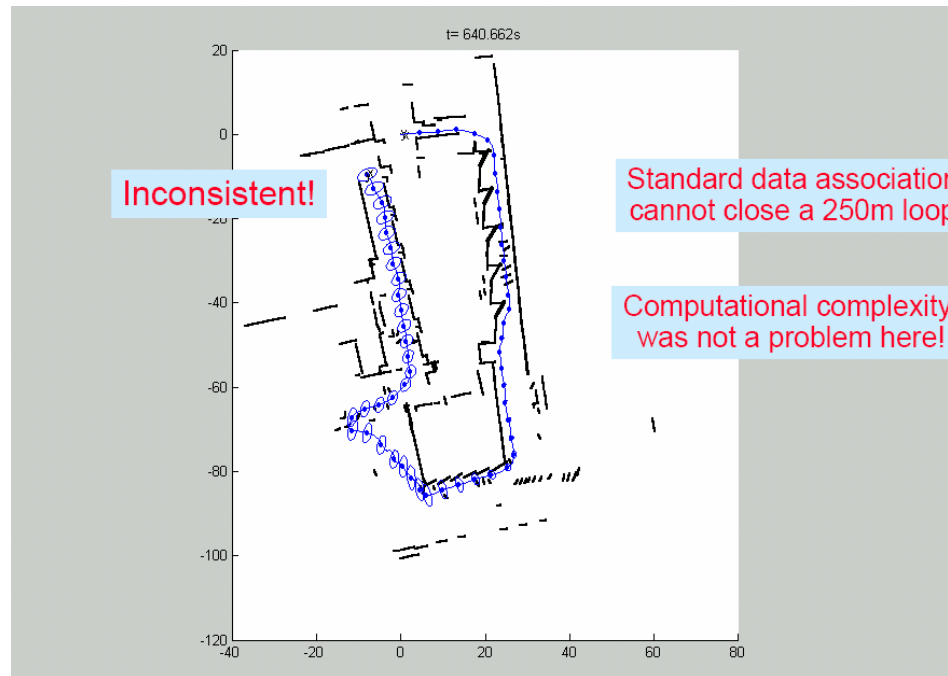 t= 640.662s
20
0
-20
-40
-60
-80
-100
-120
-40
-20
0
20
40
60
80
Inconsistent!
Standard data association
cannot close a 250m loop
Computational complexity
was not a problem here!